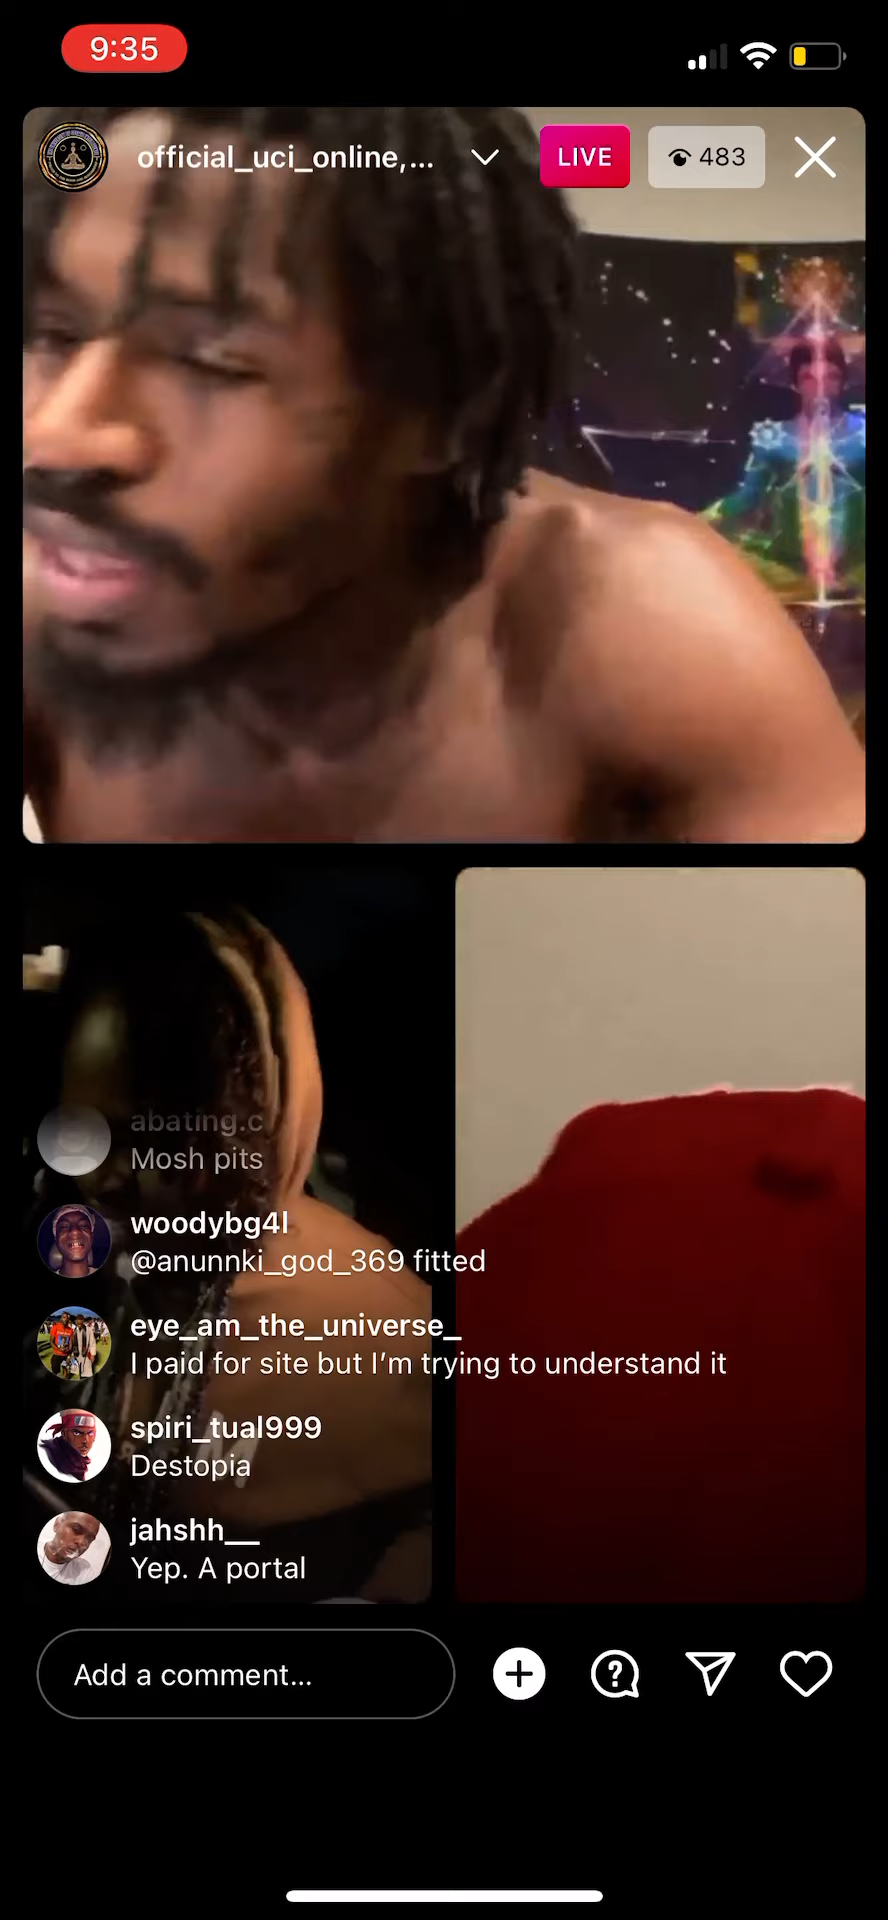 9:35
official_uci_online,...
LIVE
483
abating.c
Mosh pits
woodybg4l
@anunnki_god_369 fitted
eye_am_the_universe_
I paid for site but I’m trying to understand it
spiri_tual999
Destopia
jahshh__
Yep. A portal
Add a comment...